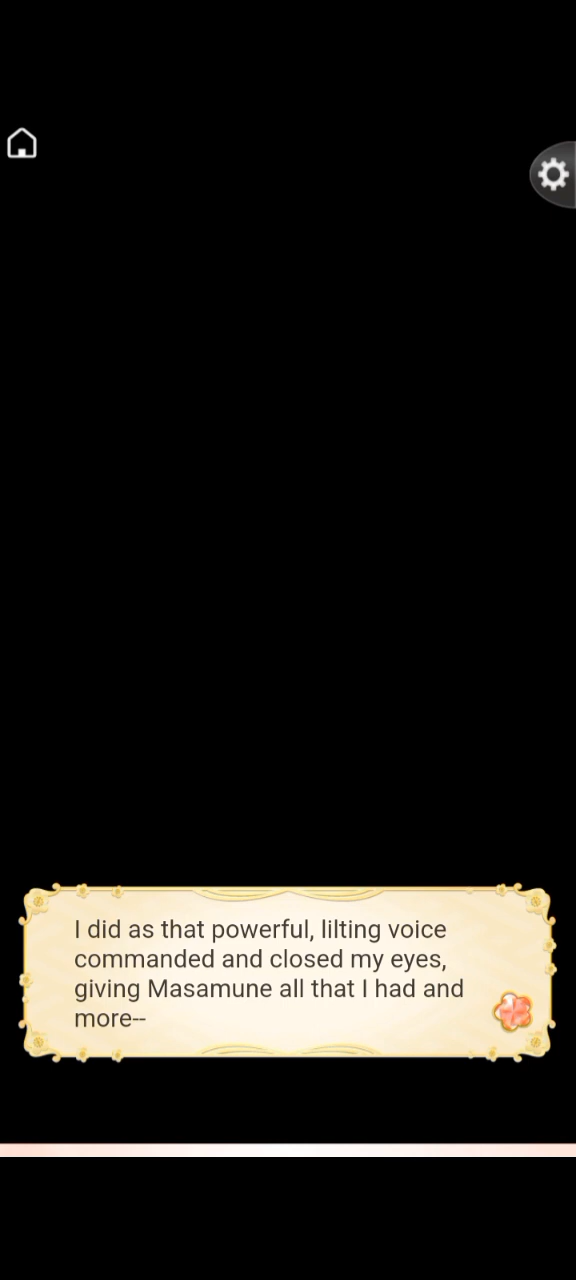 I did as that powerful, lilting voice
commanded and closed my eyes,
giving Masamune all that I had and
more--